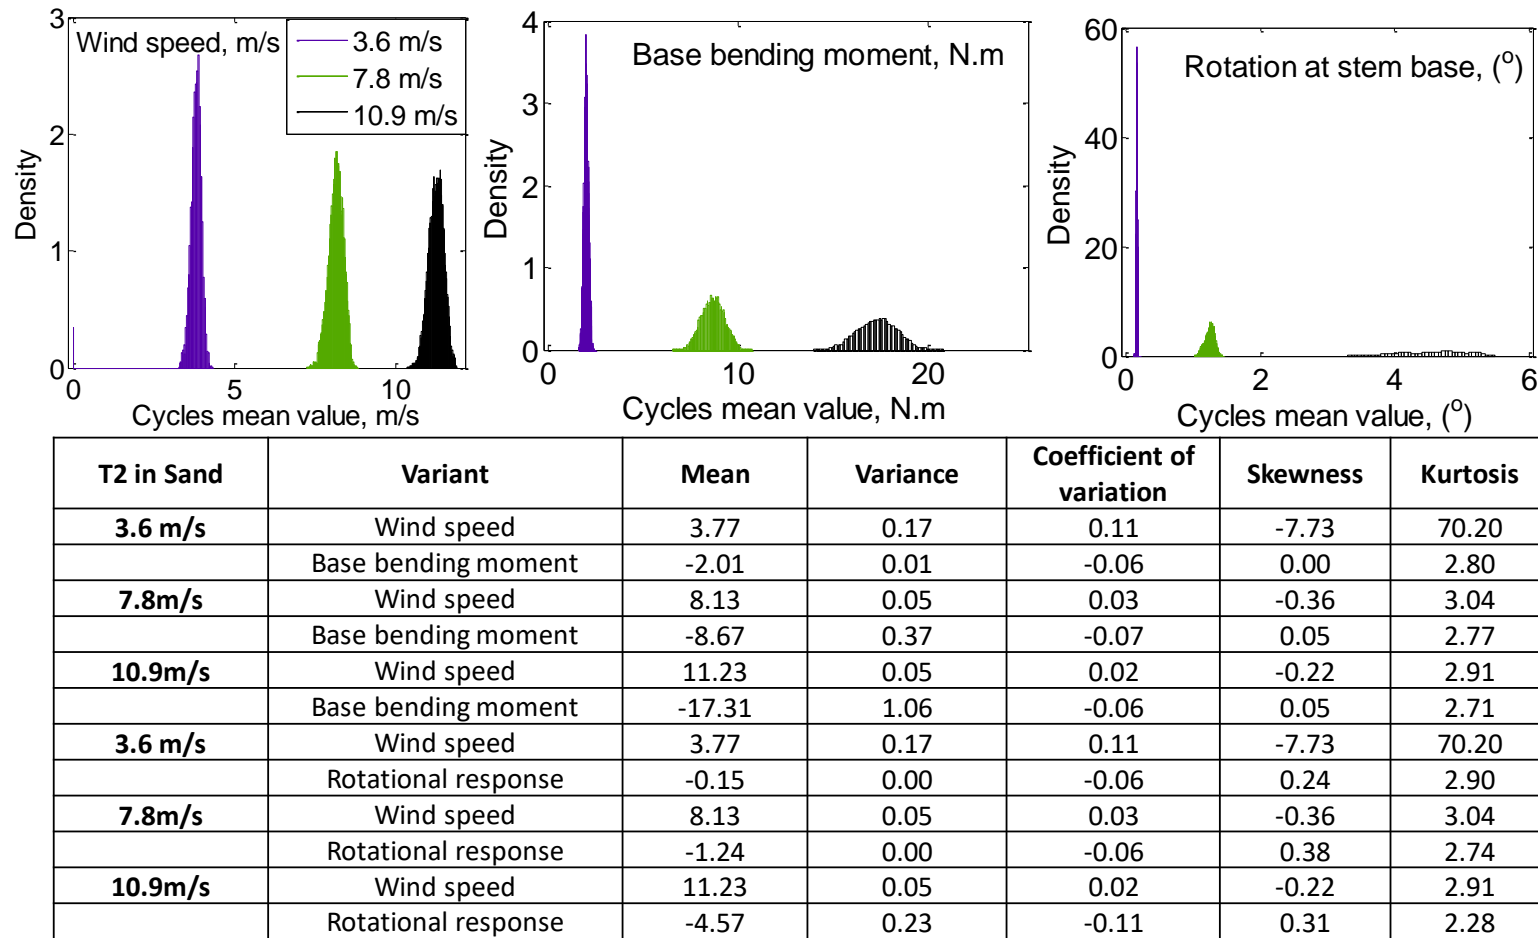 Wind speed, m/s
3.6 m/s
7.8 m/s
10.9 m/s
3
2
1
0
Density
0 5 10
Cycles mean value, m/s
Base bending moment, N.m
4
3
2
1
0
Density
0 10 20
Cycles mean value, N.m
Rotation at stem base, (o)
60
40
20
0
Density
0 2 4 6
Cycles mean value, (o)
T2 in Sand Variant Mean Variance Coefficient of variation Skewness Kurtosis
3.6 m/s Wind speed 3.77 0.17 0.11 -7.73 70.20
Base bending moment -2.01 0.01 -0.06 0.00 2.80
7.8m/s Wind speed 8.13 0.05 0.03 -0.36 3.04
Base bending moment -8.67 0.37 -0.07 0.05 2.77
10.9m/s Wind speed 11.23 0.05 0.02 -0.22 2.91
Base bending moment -17.31 1.06 -0.06 0.05 2.71
3.6 m/s Wind speed 3.77 0.17 0.11 -7.73 70.20
Rotational response -0.15 0.00 -0.06 0.24 2.90
7.8m/s Wind speed 8.13 0.05 0.03 -0.36 3.04
Rotational response -1.24 0.00 -0.06 0.38 2.74
10.9m/s Wind speed 11.23 0.05 0.02 -0.22 2.91
Rotational response -4.57 0.23 -0.11 0.31 2.28